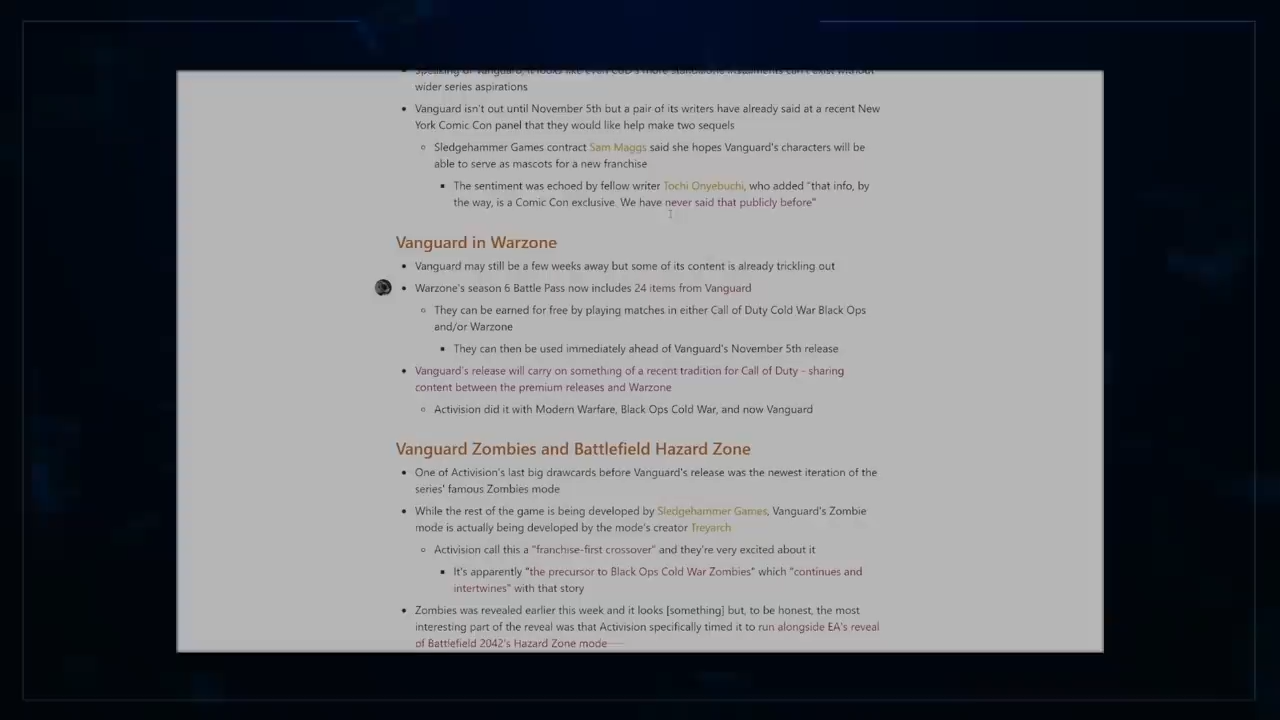 Speaking of Vanguard, it looks like even CoD's more standalone installments can't exist without
wider series aspirations
Vanguard isn't out until November 5th but a pair of its writers have already said at a recent New
York Comic Con panel that they would like help make two sequels
Sledgehammer Games contract Sam Maggs said she hopes Vanguard's characters will be
able to serve as mascots for a new franchise
The sentiment was echoed by fellow writer Tochi Onyebuchi, who added "that info, by
the way, is a Comic Con exclusive. We have never said that publicly before"
Vanguard in Warzone
Vanguard may still be a few weeks away but some of its content is already trickling out
Warzone's season 6 Battle Pass now includes 24 items from Vanguard
They can be earned for free by playing matches in either Call of Duty Cold War Black Ops
and/or Warzone
They can then be used immediately ahead of Vanguard's November 5th release
Vanguard's release will carry on something of a recent tradition for Call of Duty - sharing
content between the premium releases and Warzone
Activision did it with Modern Warfare, Black Ops Cold War, and now Vanguard
Vanguard Zombies and Battlefield Hazard Zone
One of Activision's last big drawcards before Vanguard's release was the newest iteration of the
series' famous Zombies mode
While the rest of the game is being developed by Sledgehammer Games, Vanguard's Zombie
mode is actually being developed by the mode's creator Treyarch
Activision call this a "franchise-first crossover" and they're very excited about it
It's apparently "the precursor to Black Ops Cold War Zombies" which "continues and
intertwines" with that story
Zombies was revealed earlier this week and it looks [something] but, to be honest, the most
interesting part of the reveal was that Activision specifically timed it to run alongside EA's reveal
of Battlefield 2042's Hazard Zone mode